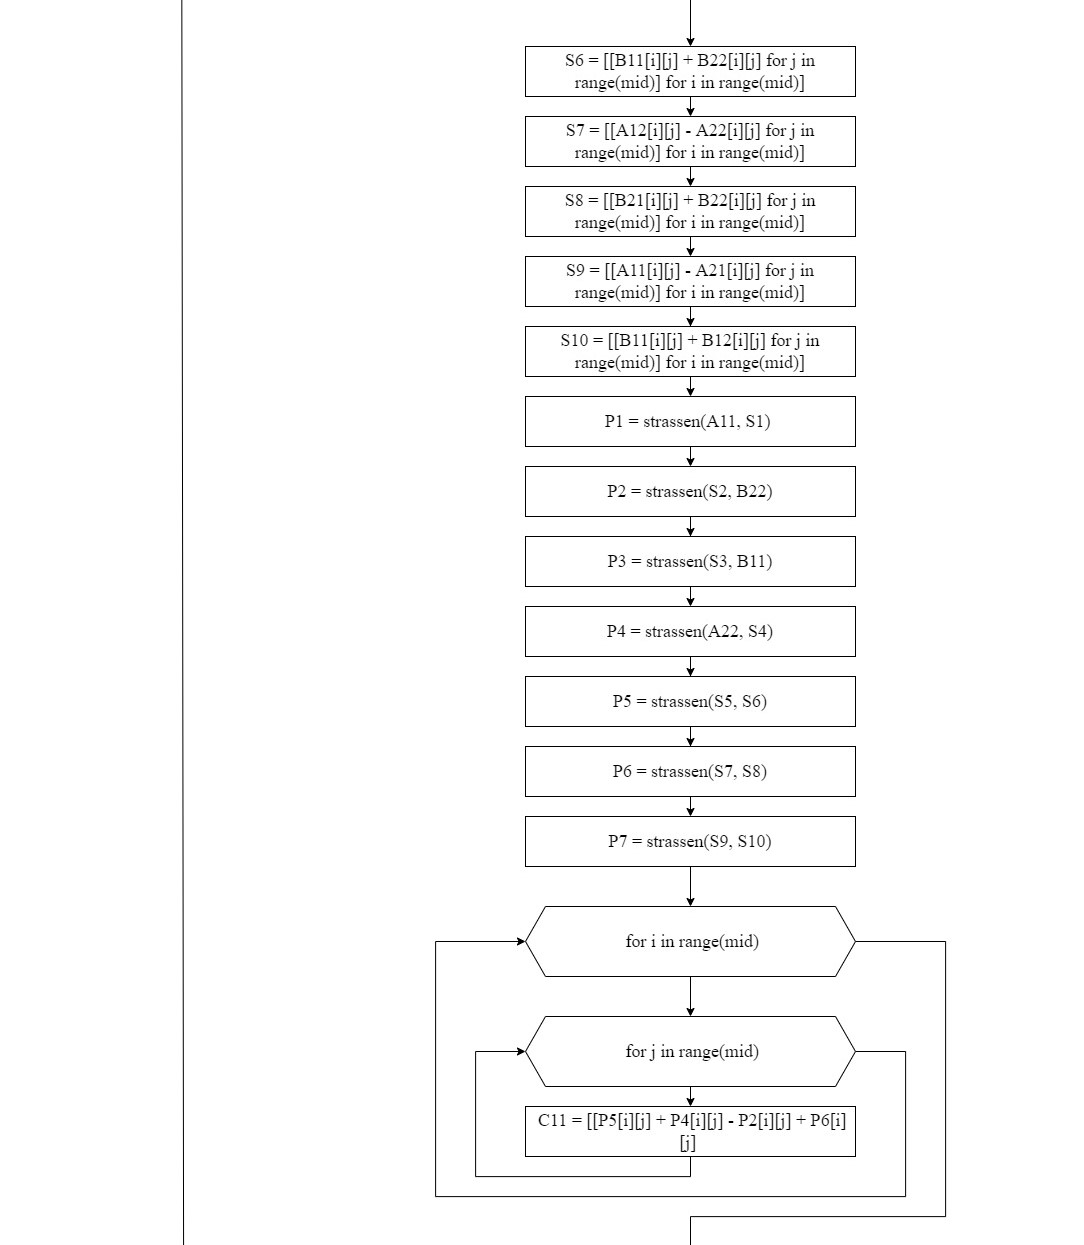 S6 = [[B11[i][j] + B22[i][j] for j in
range(mid)] for i in range(mid)]
S7 = [[A12[i][j] - A22[i][j] for j in
range(mid)] for i in range(mid)]
S8 = [[B21[i][j] + B22[i][j] for j in
range(mid)] for i in range(mid)]
S9 = [[A11[i][j] - A21[i][j] for j in
range(mid)] for i in range(mid)]
S10 = [[B11[i][j] + B12[i][j] for j in
range(mid)] for i in range(mid)]
P1 = strassen(A11, S1)
P2 = strassen(S2, B22)
P3 = strassen(S3, B11)
P4 = strassen(A22, S4)
P5 = strassen(S5, S6)
P6 = strassen(S7, S8)
P7 = strassen(S9, S10)
for i in range(mid)
for j in range(mid)
C11 = [[P5[i][j] + P4[i][j] - P2[i][j] + P6[i]
[j]